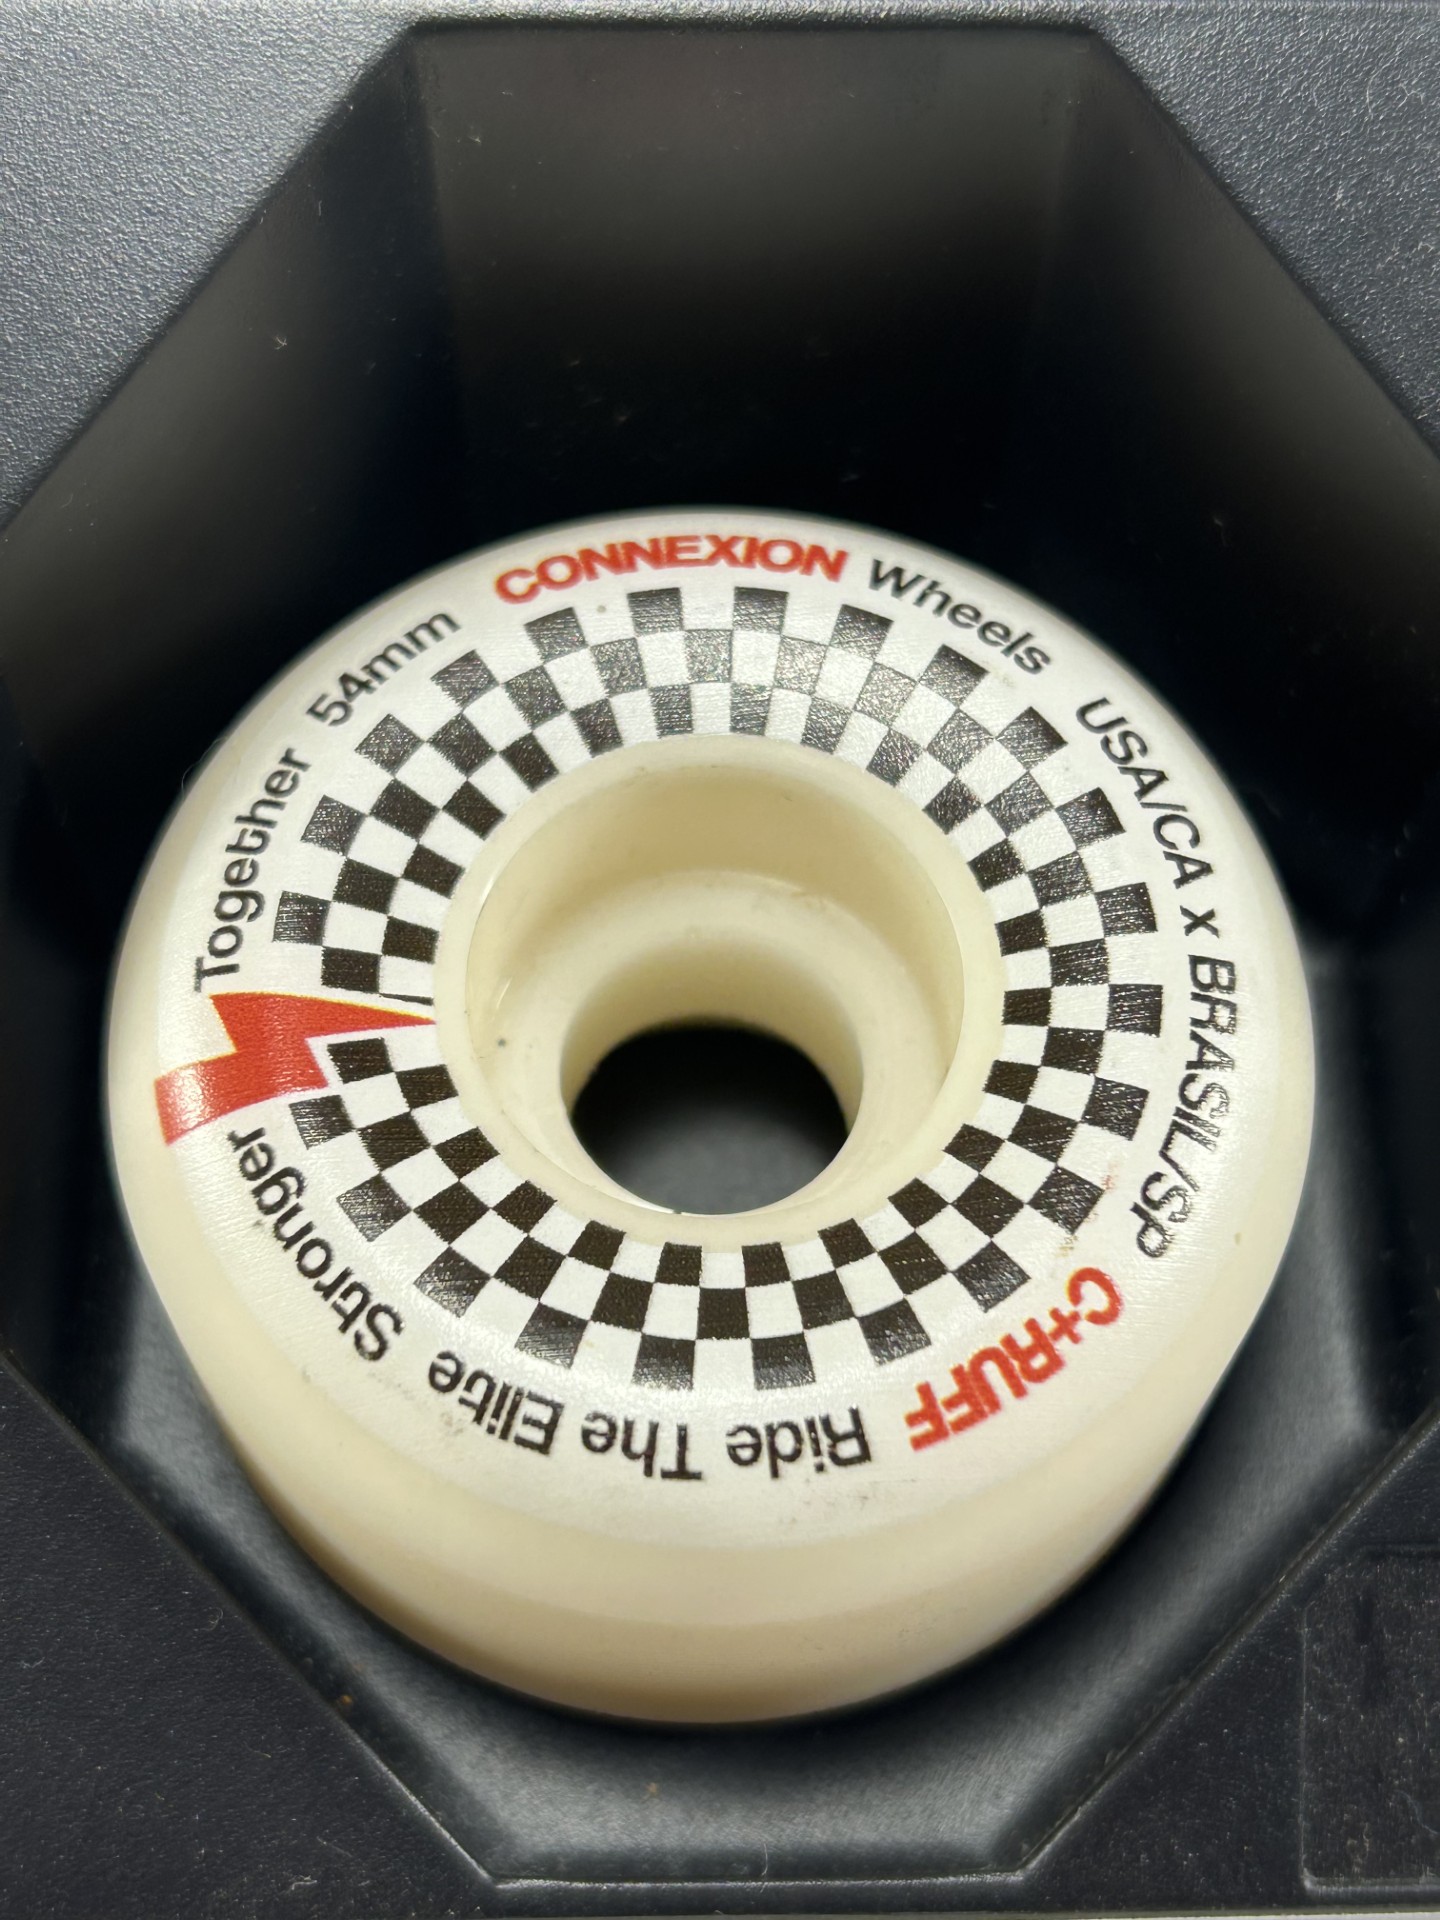 CONNEXION Wheels
USA/CA x BRASIL/SP
C+RUFF
Ride The Elite
Stronger
Together
54mm